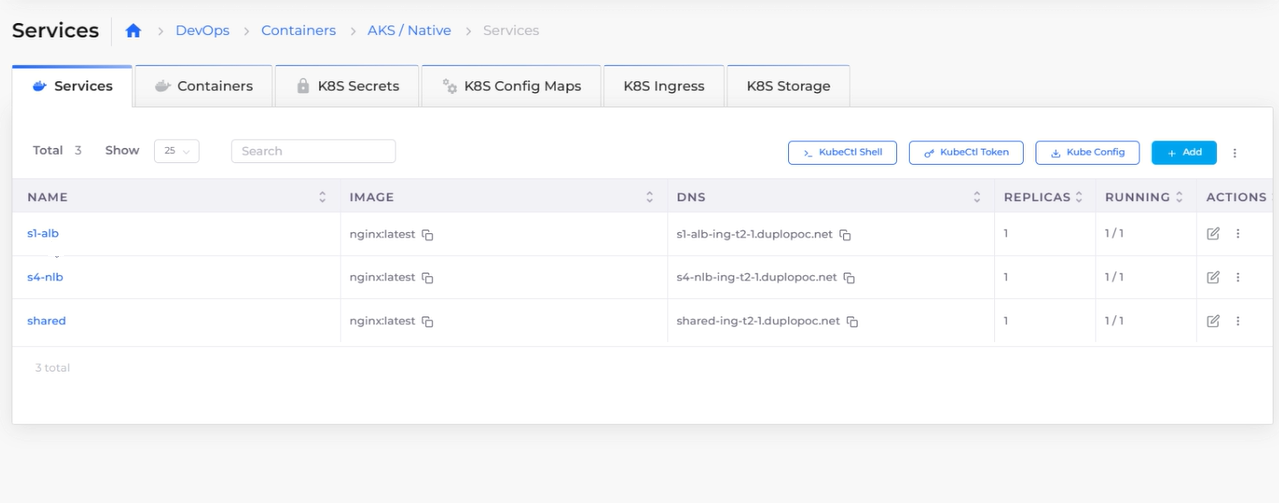 Services DevOps Containers AKS / Native Services
Services Containers K8S Secrets K8S Config Maps K8S Ingress K8S Storage
Total 3 Show 25 Search KubeCtl Shell KubeCtl Token Kube Config + Add
NAME IMAGE DNS REPLICAS RUNNING ACTIONS
s1-alb nginx:latest s1-alb-ing-t2-1.duplopoc.net 1 1 / 1
s4-nlb nginx:latest s4-nlb-ing-t2-1.duplopoc.net 1 1 / 1
shared nginx:latest shared-ing-t2-1.duplopoc.net 1 1 / 1
3 total